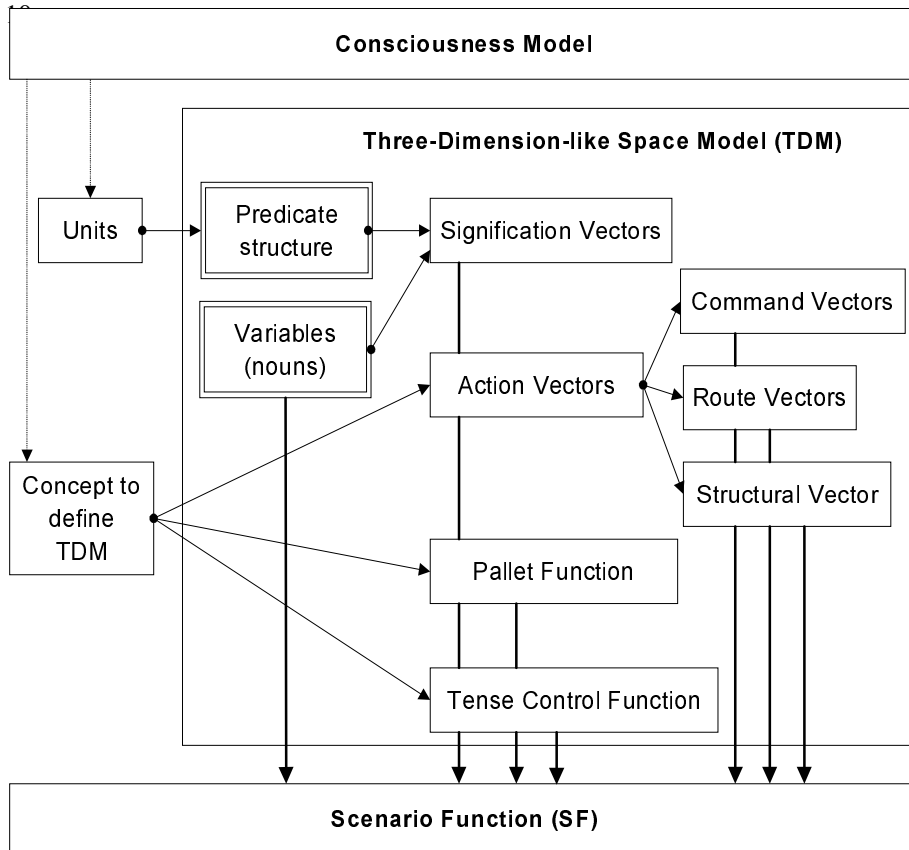 Consciousness Model
Three-Dimension-like Space Model (TDM)
Units
Predicate
structure
Signification Vectors
Variables
(nouns)
Command Vectors
Action Vectors
Route Vectors
Concept to
define
TDM
Structural Vector
Pallet Function
Tense Control Function
Scenario Function (SF)